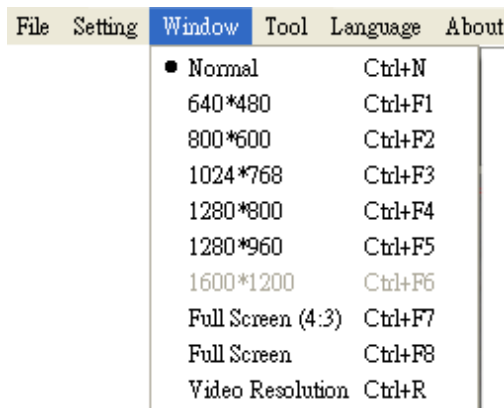 File Setting Window Tool Language About
Normal Ctrl+N
640*480 Ctrl+F1
800*600 Ctrl+F2
1024*768 Ctrl+F3
1280*800 Ctrl+F4
1280*960 Ctrl+F5
1600*1200 Ctrl+F6
Full Screen (4:3) Ctrl+F7
Full Screen Ctrl+F8
Video Resolution Ctrl+R